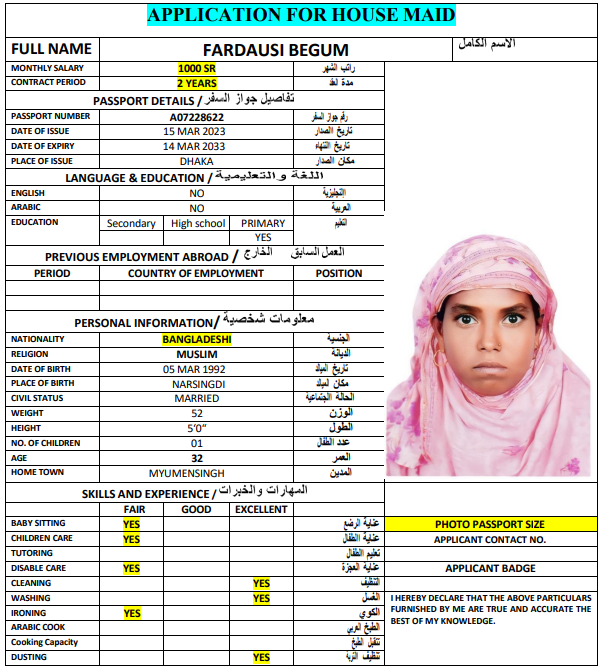 APPLICATION FOR HOUSE MAID
FULL NAME FARDAUSI BEGUM الاسم الكامل
MONTHLY SALARY 1000 SR راتب الشهر
CONTRACT PERIOD 2 YEARS مدة العقد
PASSPORT DETAILS / تفاصيل جواز السفر
PASSPORT NUMBER A07228622 رقم جواز السفر
DATE OF ISSUE 15 MAR 2023 تاريخ الصدار
DATE OF EXPIRY 14 MAR 2033 تاريخ النتهاء
PLACE OF ISSUE DHAKA مكان الصدار
LANGUAGE & EDUCATION / اللغة والتعليمية
ENGLISH NO
ARABIC NO العربية
EDUCATION Secondary High school PRIMARY التعليم
YES
PREVIOUS EMPLOYMENT ABROAD / العمل السابق الخارج
PERIOD COUNTRY OF EMPLOYMENT POSITION
PERSONAL INFORMATION/ معلومات شخصية
NATIONALITY BANGLADESHI الجنسية
RELIGION MUSLIM الديانة
DATE OF BIRTH 05 MAR 1992 تاريخ الميلد
PLACE OF BIRTH NARSINGDI مكان الميلد
CIVIL STATUS MARRIED الحالة الجتماعية
WEIGHT 52 الوزن
HEIGHT 5’0” الطول
NO. OF CHILDREN 01 عدد الطفال
AGE 32 العمر
HOME TOWN MYUMENSINGH المدين
SKILLS AND EXPERIENCE / المهارات والخبرات
FAIR GOOD EXCELLENT
BABY SITTING YES عناية الرضع
CHILDREN CARE YES عناية الطفال
TUTORING تعليم الطفال
DISABLE CARE YES عناية العجزة
CLEANING YES التنظيف
WASHING YES الغسل
IRONING YES الكوي
ARABIC COOK الطبخ العربي
Cooking Capacity الطبخ
DUSTING YES تنظيف
PHOTO PASSPORT SIZE
APPLICANT CONTACT NO.
APPLICANT BADGE
I HEREBY DECLARE THAT THE ABOVE PARTICULARS
FURNISHED BY ME ARE TRUE AND ACCURATE THE
BEST OF MY KNOWLEDGE.